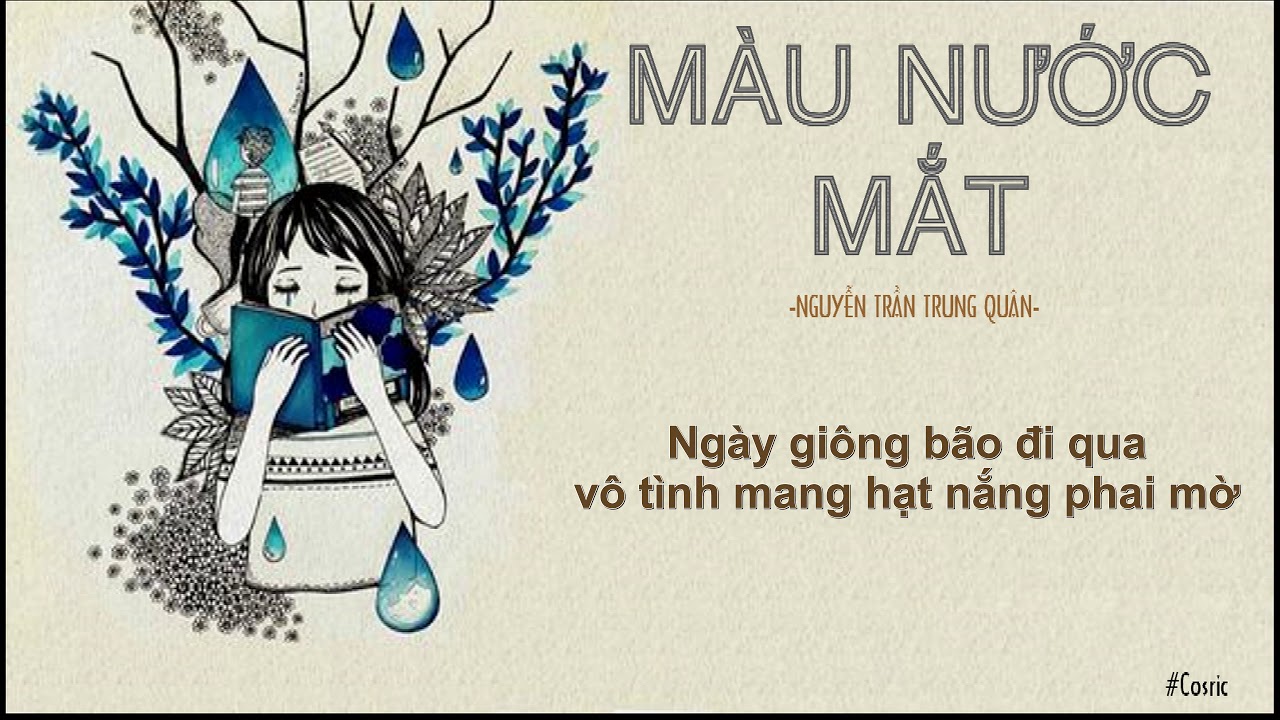 MÀU NƯỚC
MẮT
-NGUYỄN TRẦN TRUNG QUÂN-
Ngày giông bão đi qua
vô tình mang hạt nắng phai mờ
#Cosric